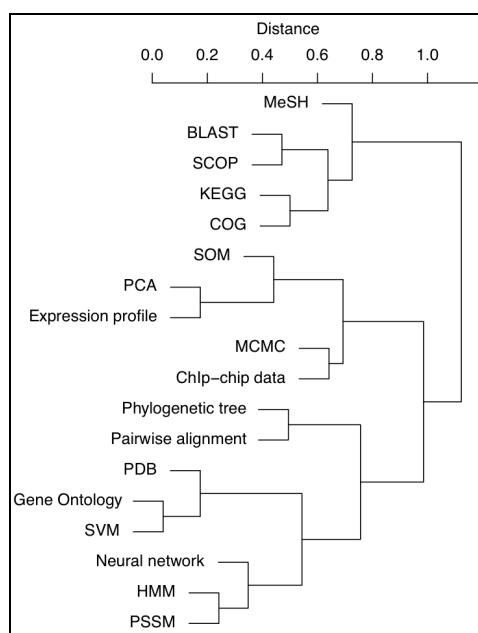 Distance
0.0 0.2 0.4 0.6 0.8 1.0
MeSH
BLAST
SCOP
KEGG
COG
SOM
PCA
Expression profile
MCMC
ChIp−chip data
Phylogenetic tree
Pairwise alignment
PDB
Gene Ontology
SVM
Neural network
HMM
PSSM